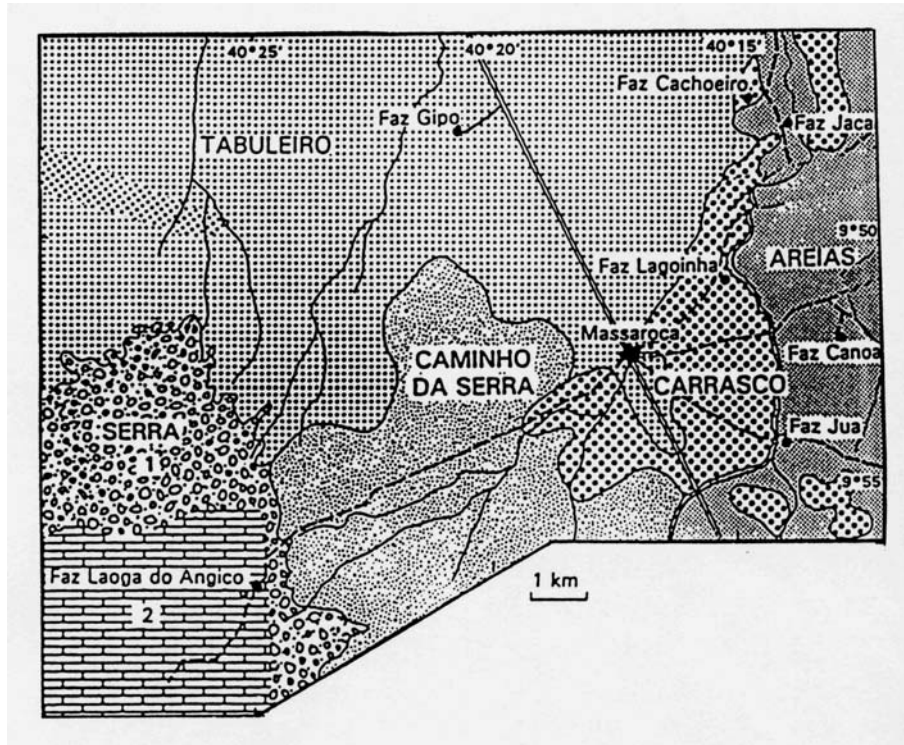 40°25'
40°20'
40°15'
Faz Cachoeiro
Faz Gipo
Faz Jaca
TABULEIRO
9°50
AREIAS
Faz Lagoinha
Massaroca
Faz Canoa
CAMINHO
DA SERRA
CARRASCO
SERRA
1
Faz Jua
9°55
Faz Laoga do Angico
1 km
2